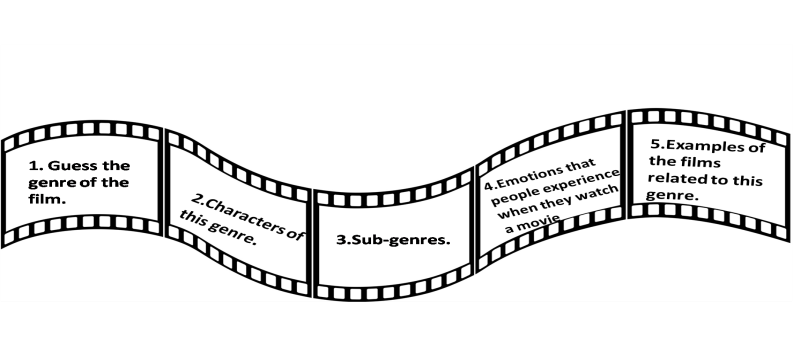 1. Guess the
genre of the
film.
2.Characters of
this genre.
3.Sub-genres.
4.Emotions that
people experience
when they watch
a movie
5.Examples of
the films
related to this
genre.